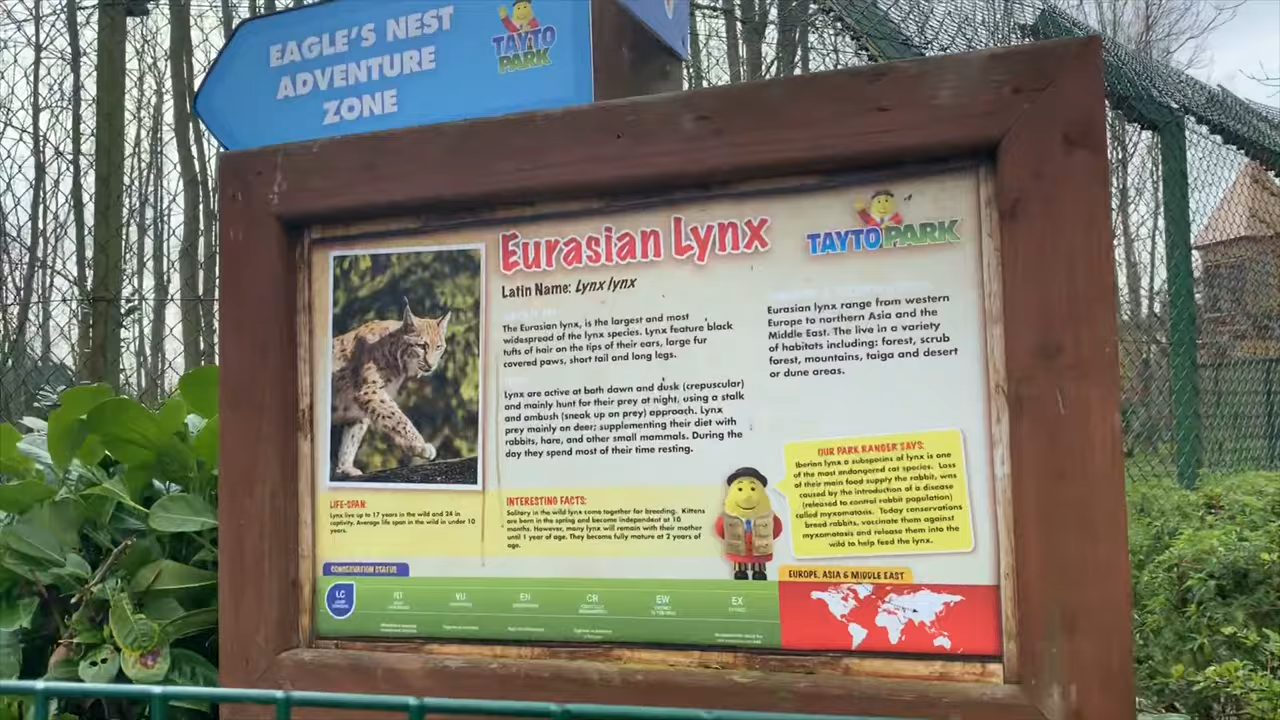 EAGLE'S NEST
ADVENTURE
ZONE
TAYTO
PARK
Eurasian Lynx
TAYTO PARK
Latin Name: Lynx lynx
The Eurasian lynx, is the largest and most
widespread of the lynx species. Lynx feature black
tufts of hair on the tips of their ears, large fur
covered paws, short tail and long legs.
Lynx are active at both dawn and dusk (crepuscular)
and mainly hunt for their prey at night, using a stalk
and ambush (sneak up on prey) approach. Lynx
prey mainly on deer; supplementing their diet with
rabbits, hare, and other small mammals. During the
day they spend most of their time resting.
Eurasian lynx range from western
Europe to northern Asia and the
Middle East. The live in a variety
of habitats including: forest, scrub
forest, mountains, taiga and desert
or dune areas.
LIFE-SPAN:
Lynx live up to 17 years in the wild and 24 in
captivity. Average life span in the wild in under 10
years.
INTERESTING FACTS:
Solitary in the wild lynx come together for breeding. Kittens
are born in the spring and become independent at 10
months. However, many lynx will remain with their mother
until 1 year of age. They become fully mature at 2 years of
age.
OUR PARK RANGER SAYS:
Iberian lynx a subspecies of lynx is one
of the most endangered cat species. Loss
of their main food supply the rabbit, was
caused by the introduction of a disease
(released to control rabbit population)
called myxomatosis. Today conservations
breed rabbits, vaccinate them against
myxomatosis and release them into the
wild to help feed the lynx.
CONSERVATION STATUS
LC
NT
VU
EN
CR
EW
EX
EUROPE, ASIA & MIDDLE EAST